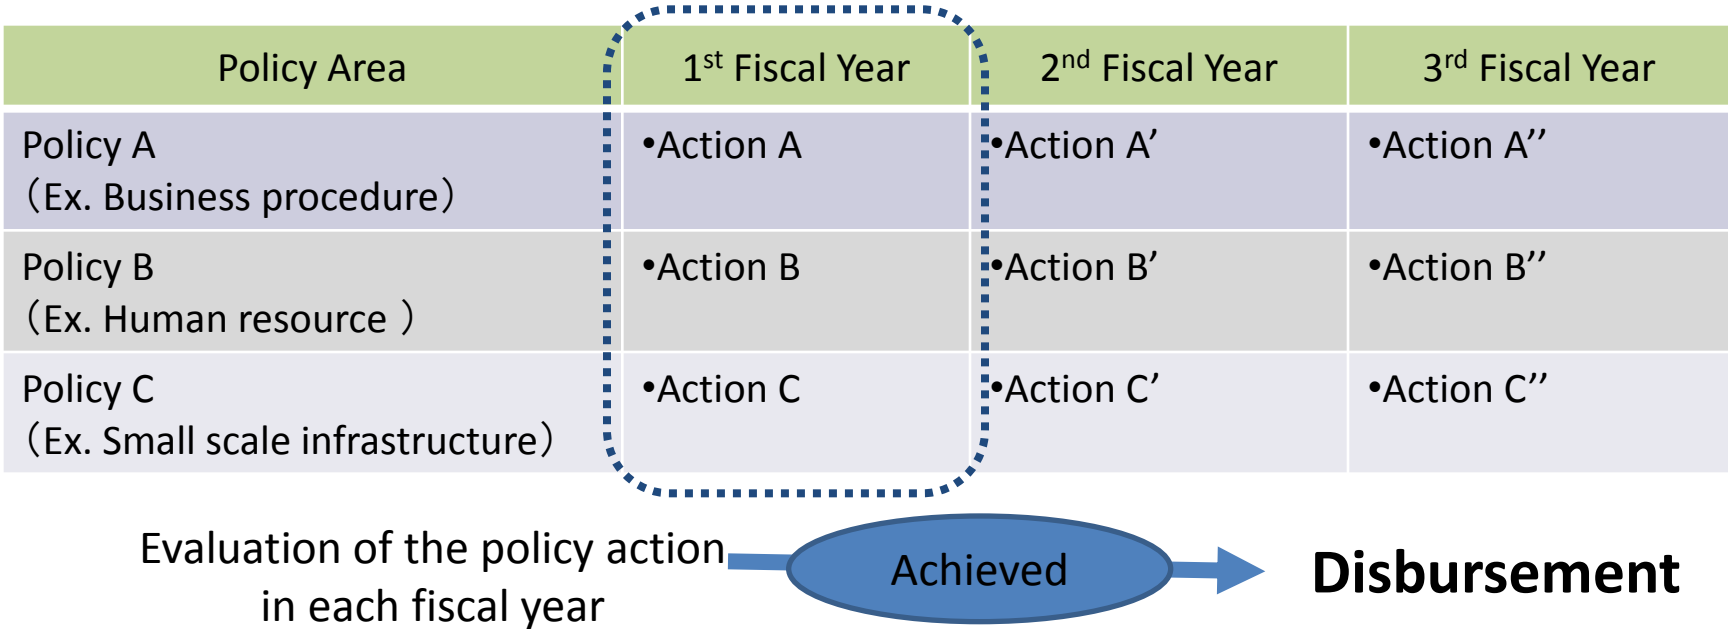 Policy Area 1st Fiscal Year 2nd Fiscal Year 3rd Fiscal Year
Policy A •Action A •Action A’ •Action A’’
（Ex. Business procedure）
Policy B •Action B •Action B’ •Action B’’
（Ex. Human resource ）
Policy C •Action C •Action C’ •Action C’’
（Ex. Small scale infrastructure）
Evaluation of the policy action
in each fiscal year
Achieved
Disbursement